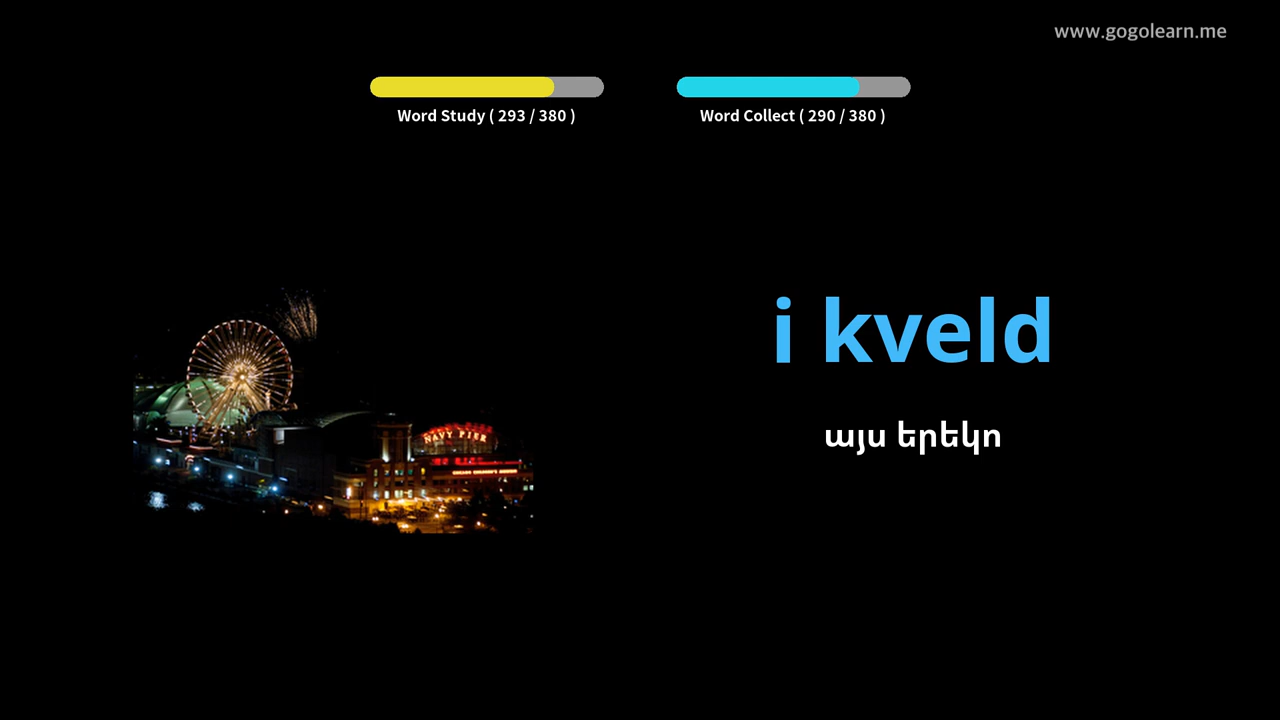 www.gogolearn.me
Word Study ( 293 / 380 )
Word Collect ( 290 / 380 )
i kveld
այս երեկո
NAVY PIER